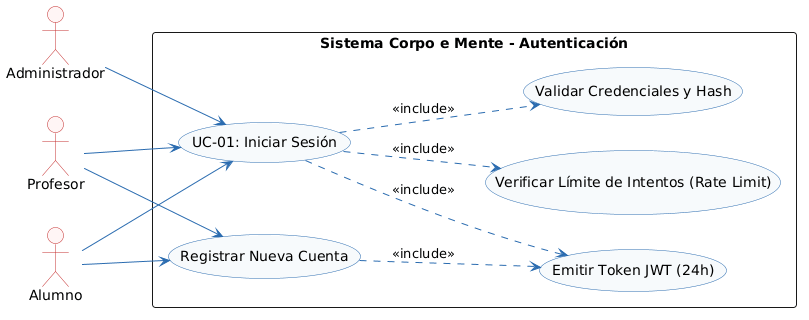 Sistema Corpo e Mente - Autenticación
Administrador
Profesor
Alumno
UC-01: Iniciar Sesión
Registrar Nueva Cuenta
«include»
«include»
«include»
«include»
Validar Credenciales y Hash
Verificar Límite de Intentos (Rate Limit)
Emitir Token JWT (24h)